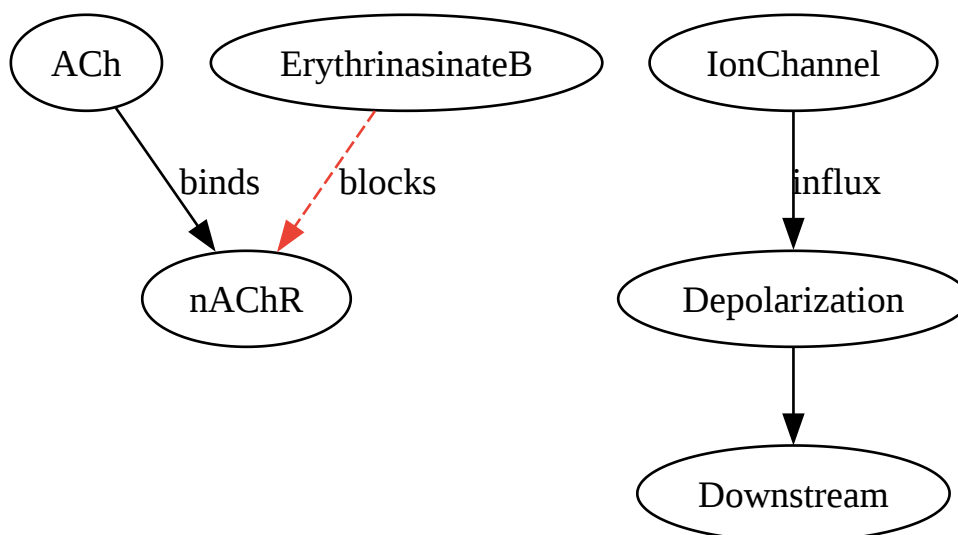 ACh
ErythrinasinateB
IonChannel
binds
blocks
influx
nAChR
Depolarization
Downstream